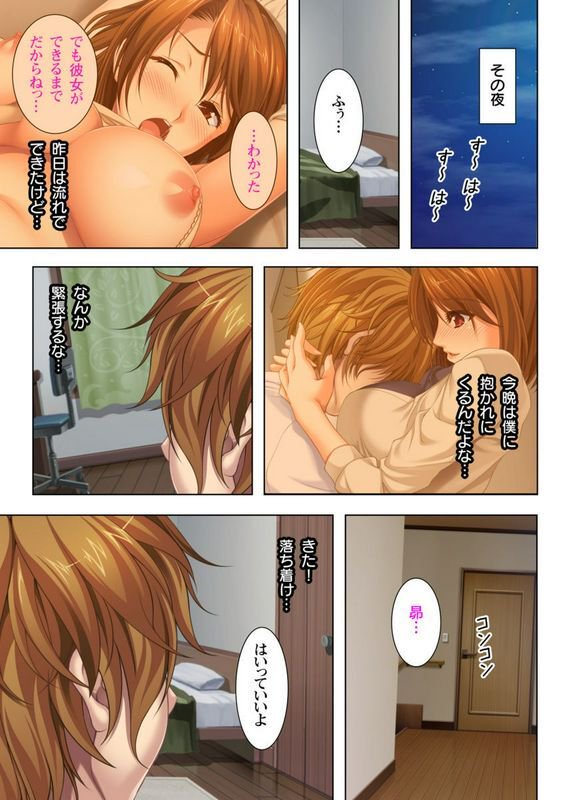 その夜
す〜は〜
す〜は〜
ふぅ…
…わかった
でも彼女が
できるまで
だからねっ…
昨日は流れで
できたけど…
今晩は僕に
抱かれに
くるんだよな…
なんか
緊張するな…
コンコン
昴…
きた！
落ち着け…
はいっていいよ